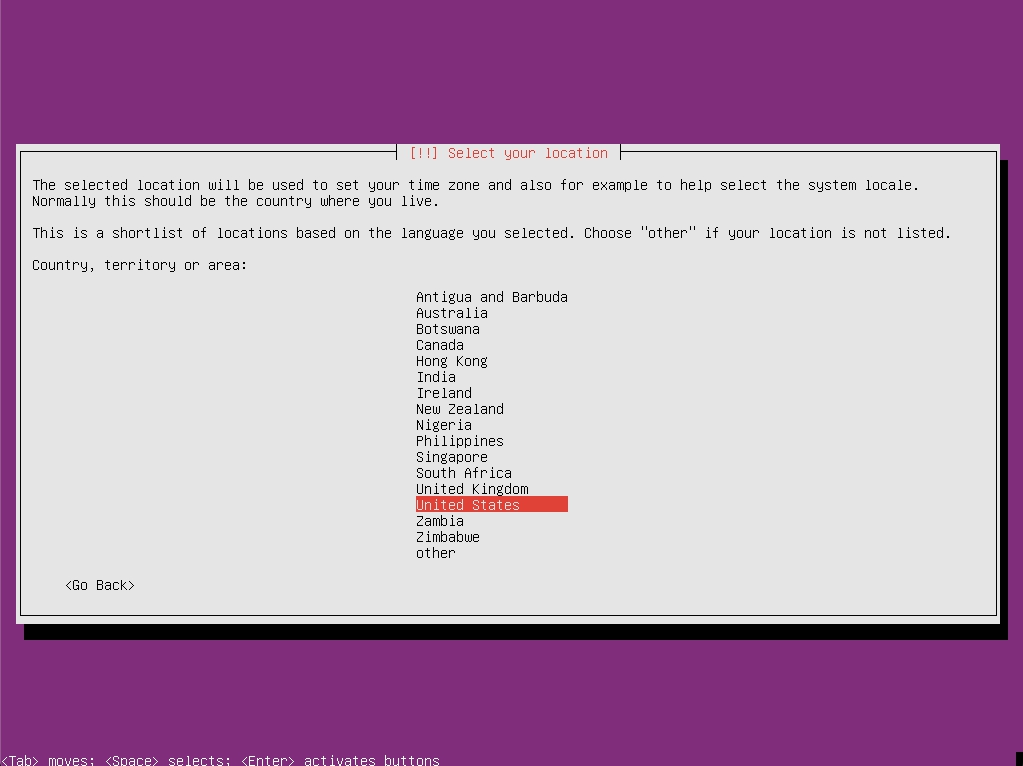 [!!] Select your location
The selected location will be used to set your time zone and also for example to help select the system locale.
Normally this should be the country where you live.
This is a shortlist of locations based on the language you selected. Choose "other" if your location is not listed.
Country, territory or area:
Antigua and Barbuda
Australia
Botswana
Canada
Hong Kong
India
Ireland
New Zealand
Nigeria
Philippines
Singapore
South Africa
United Kingdom
United States
Zambia
Zimbabwe
other
<Go Back>
<Tab> moves; <Space> selects; <Enter> activates buttons